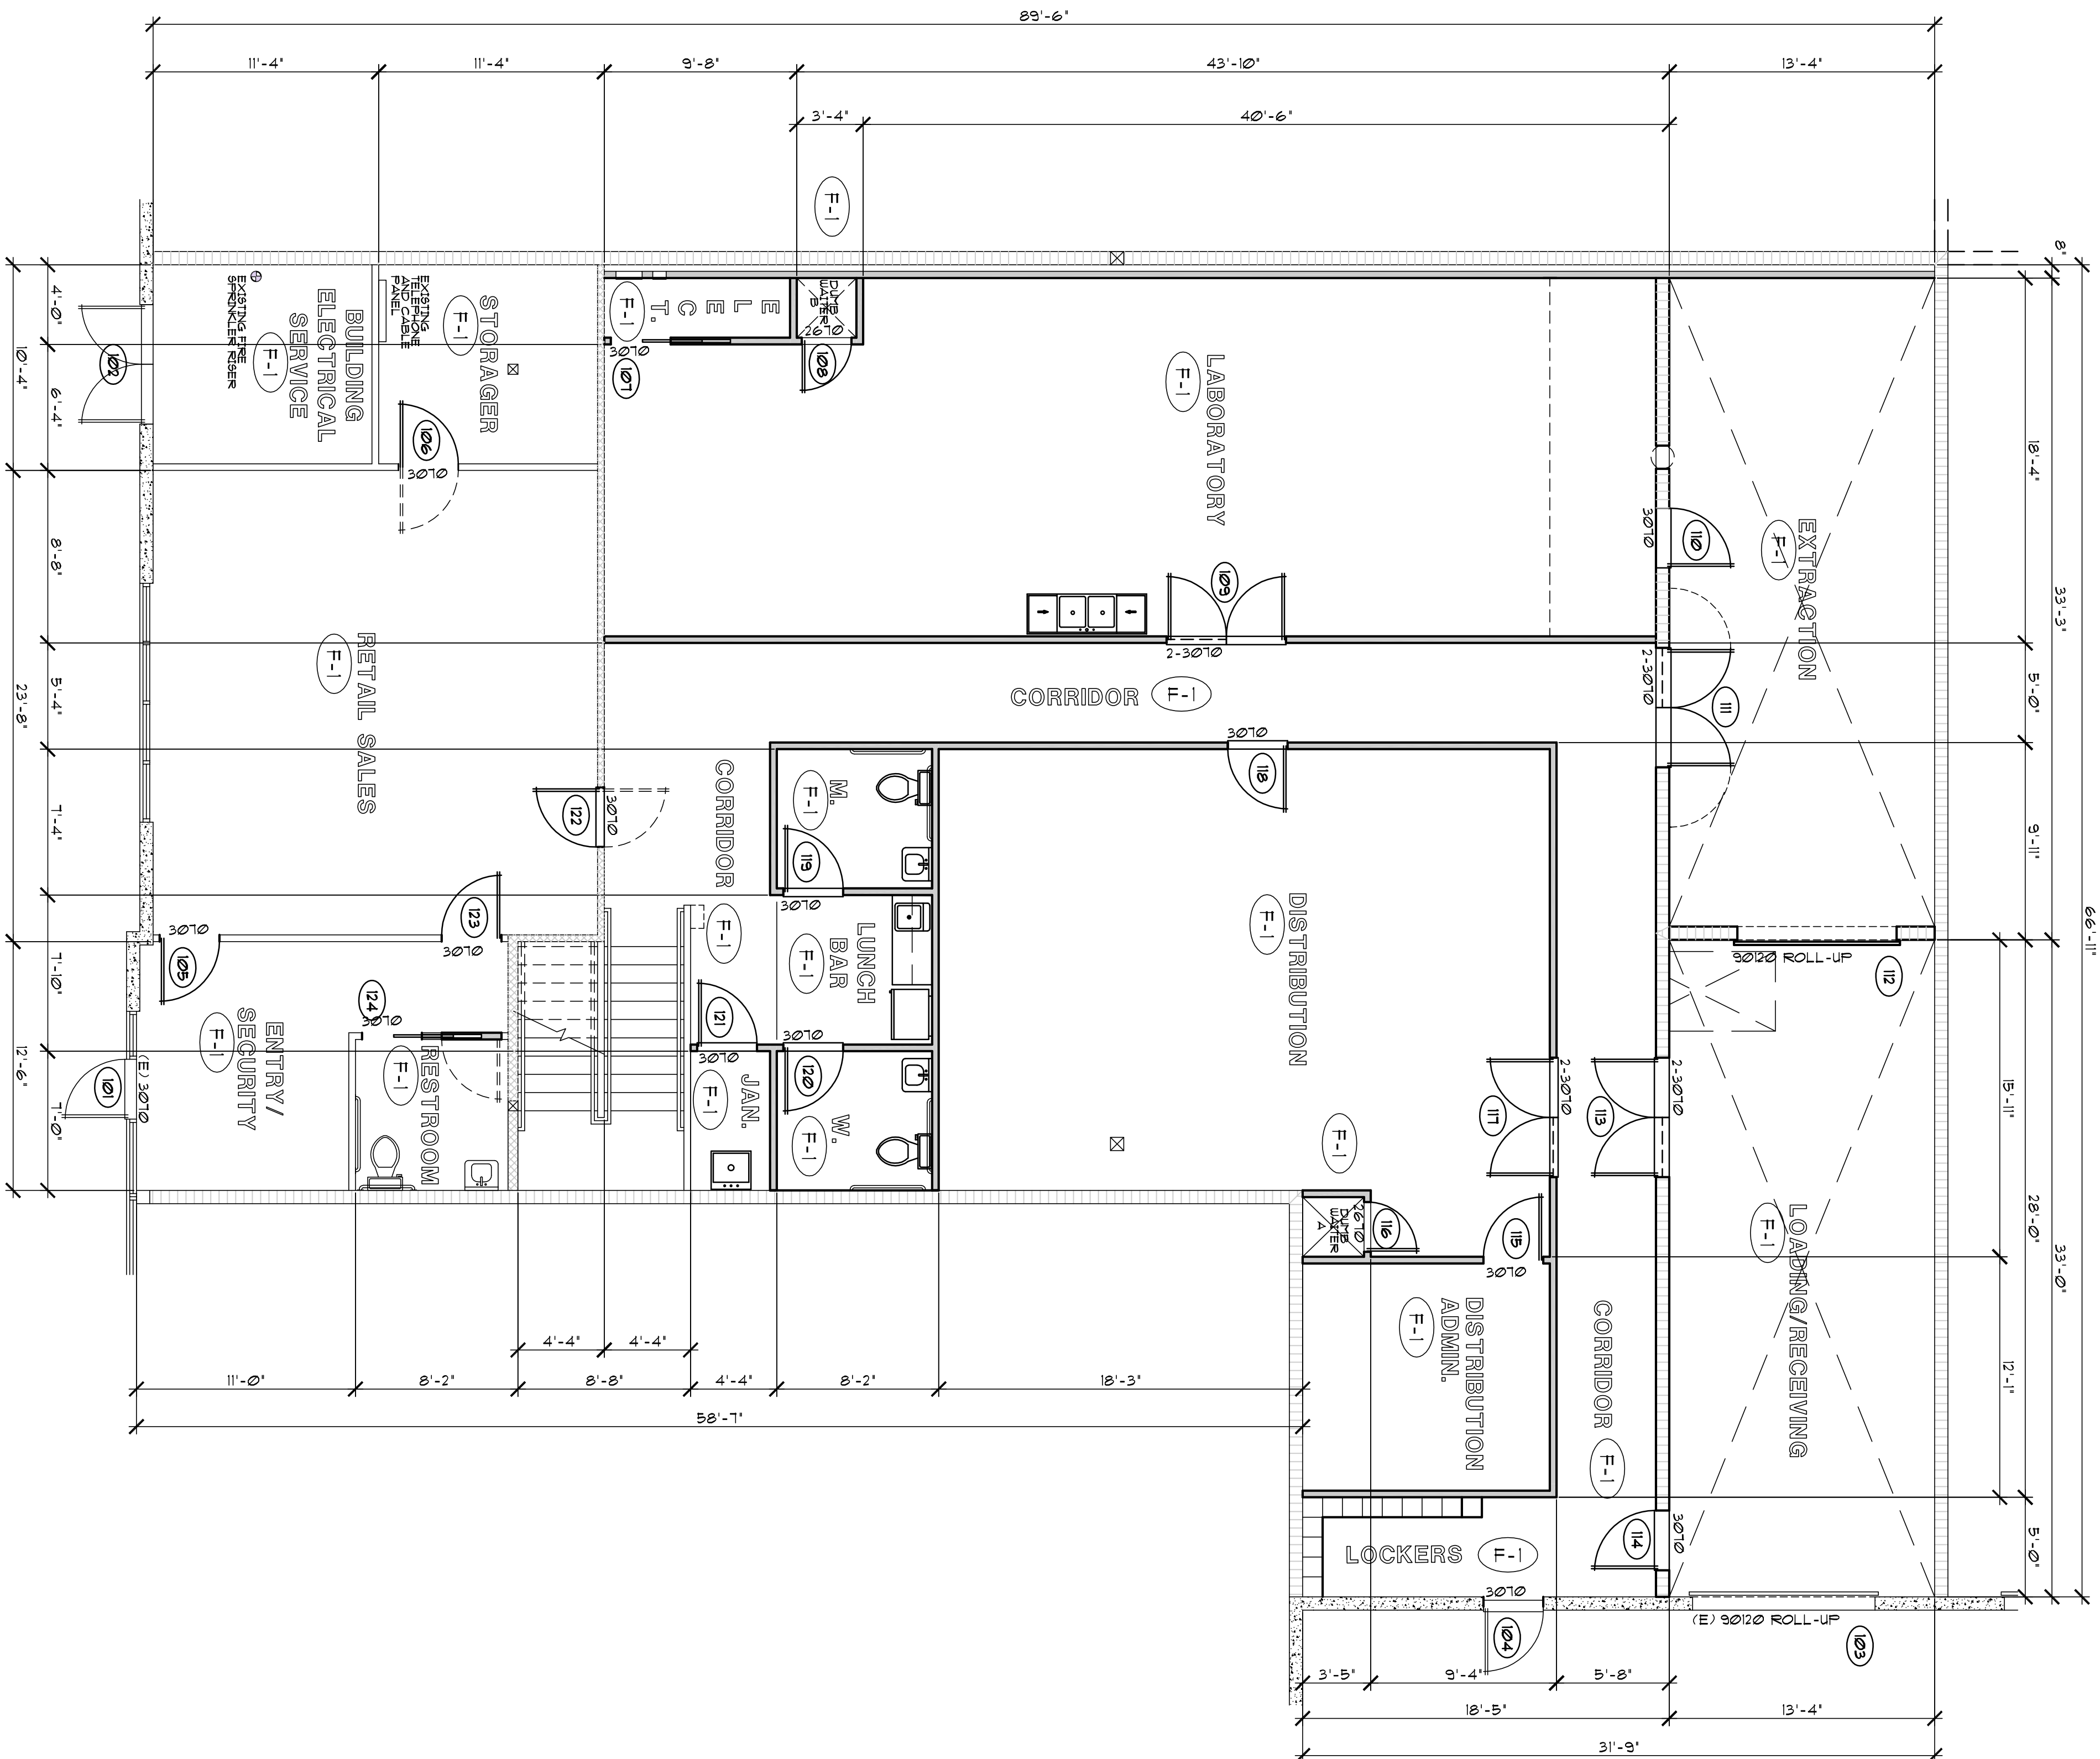 89'-6"
11'-4"
11'-4"
9'-8"
43'-10"
13'-4"
3'-4"
40'-6"
F-1
8"
4'-0"
10'-4"
6'-4"
8'-8"
5'-4"
23'-8"
7'-4"
7'-10"
12'-6"
7'-0"
102
EXISTING FIRE
SPRINKLER RISER
BUILDING
ELECTRICAL
SERVICE
F-1
EXISTING
TELEPHONE
AND CABLE
PANEL
STORAGER
F-1
106
3070
ELECT.
F-1
3070
107
DUMB
WAITER
B
2670
108
LABORATORY
F-1
109
2-3070
3070
110
EXTRACTION
F-1
2-3070
111
18'-4"
33'-3"
5'-0"
9'-11"
66'-11"
RETAIL SALES
F-1
CORRIDOR
F-1
3070
122
CORRIDOR
F-1
M.
F-1
119
3070
3070
118
DISTRIBUTION
F-1
90120 ROLL-UP
112
3070
105
123
3070
124
3070
ENTRY/
SECURITY
F-1
(E) 3070
101
RESTROOM
F-1
LUNCH
BAR
F-1
121
3070
3070
120
JAN.
F-1
W.
F-1
F-1
117
2-3070
113
2-3070
15'-11"
28'-0"
33'-0"
12'-1"
5'-0"
DUMB
WAITER
A
2670
116
115
3070
LOADING/RECEIVING
F-1
DISTRIBUTION
ADMIN.
F-1
CORRIDOR
F-1
LOCKERS
F-1
3070
114
3070
104
(E) 90120 ROLL-UP
103
4'-4"
4'-4"
11'-0"
8'-2"
8'-8"
4'-4"
8'-2"
18'-3"
58'-7"
3'-5"
9'-4"
5'-8"
18'-5"
13'-4"
31'-9"